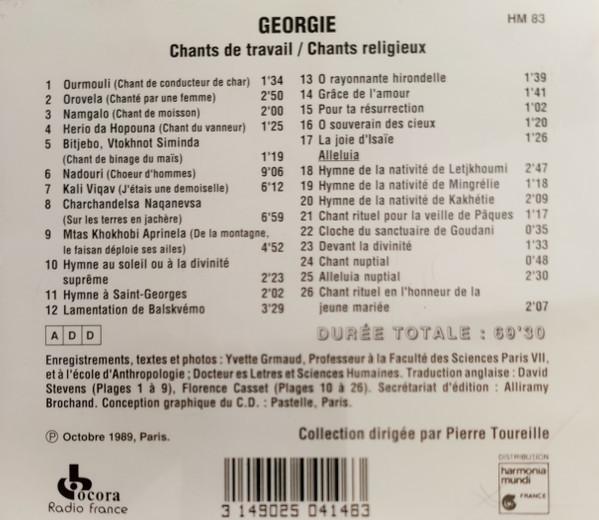 GEORGIE
HM 83
Chants de travail / Chants religieux
1 Ourmouli (Chant de conducteur de char) 1'34
2 Orovela (Chanté par une femme) 2'50
3 Namgalo (Chant de moisson) 2'00
4 Herio da Hopouna (Chant du vanneur) 1'25
5 Bitjebo, Vtokhnot Siminda
(Chant de binage du maïs) 1'19
6 Nadouri (Choeur d'hommes) 9'06
7 Kali Viqav (J'étais une demoiselle) 6'12
8 Charchandelsa Naqanevsa
(Sur les terres en jachère) 6'59
9 Mtas Khokhobi Aprinela (De la montagne,
le faisan déploie ses ailes) 4'52
10 Hymne au soleil ou à la divinité
suprême 2'23
11 Hymne à Saint-Georges 2'02
12 Lamentation de Balskvémo 3'29
13 O rayonnante hirondelle 1'39
14 Grâce de l'amour 1'41
15 Pour ta résurrection 1'02
16 O souverain des cieux 1'20
17 La joie d'Isaïe 1'26
Alleluia
18 Hymne de la nativité de Letjkhoumi 2'47
19 Hymne de la nativité de Mingrélie 1'18
20 Hymne de la nativité de Kakhétie 2'09
21 Chant rituel pour la veille de Pâques 1'17
22 Cloche du sanctuaire de Goudani 0'35
23 Devant la divinité 1'33
24 Chant nuptial 0'48
25 Alleluia nuptial 2'30
26 Chant rituel en l'honneur de la
jeune mariée 2'07
A D D
DURÉE TOTALE : 69'30
Enregistrements, textes et photos : Yvette Grmaud, Professeur à la Faculté des Sciences Paris VII,
et à l'école d'Anthropologie ; Docteur es Letres et Sciences Humaines. Traduction anglaise : David
Stevens (Plages 1 à 9), Florence Casset (Plages 10 à 26). Secrétariat d'édition : Alliramy
Brochand. Conception graphique du C.D. : Pastelle, Paris.
℗ Octobre 1989, Paris.
Collection dirigée par Pierre Toureille
ocora
Radio france
3 149025 041483
DISTRIBUTION
harmonia
mundi
FRANCE